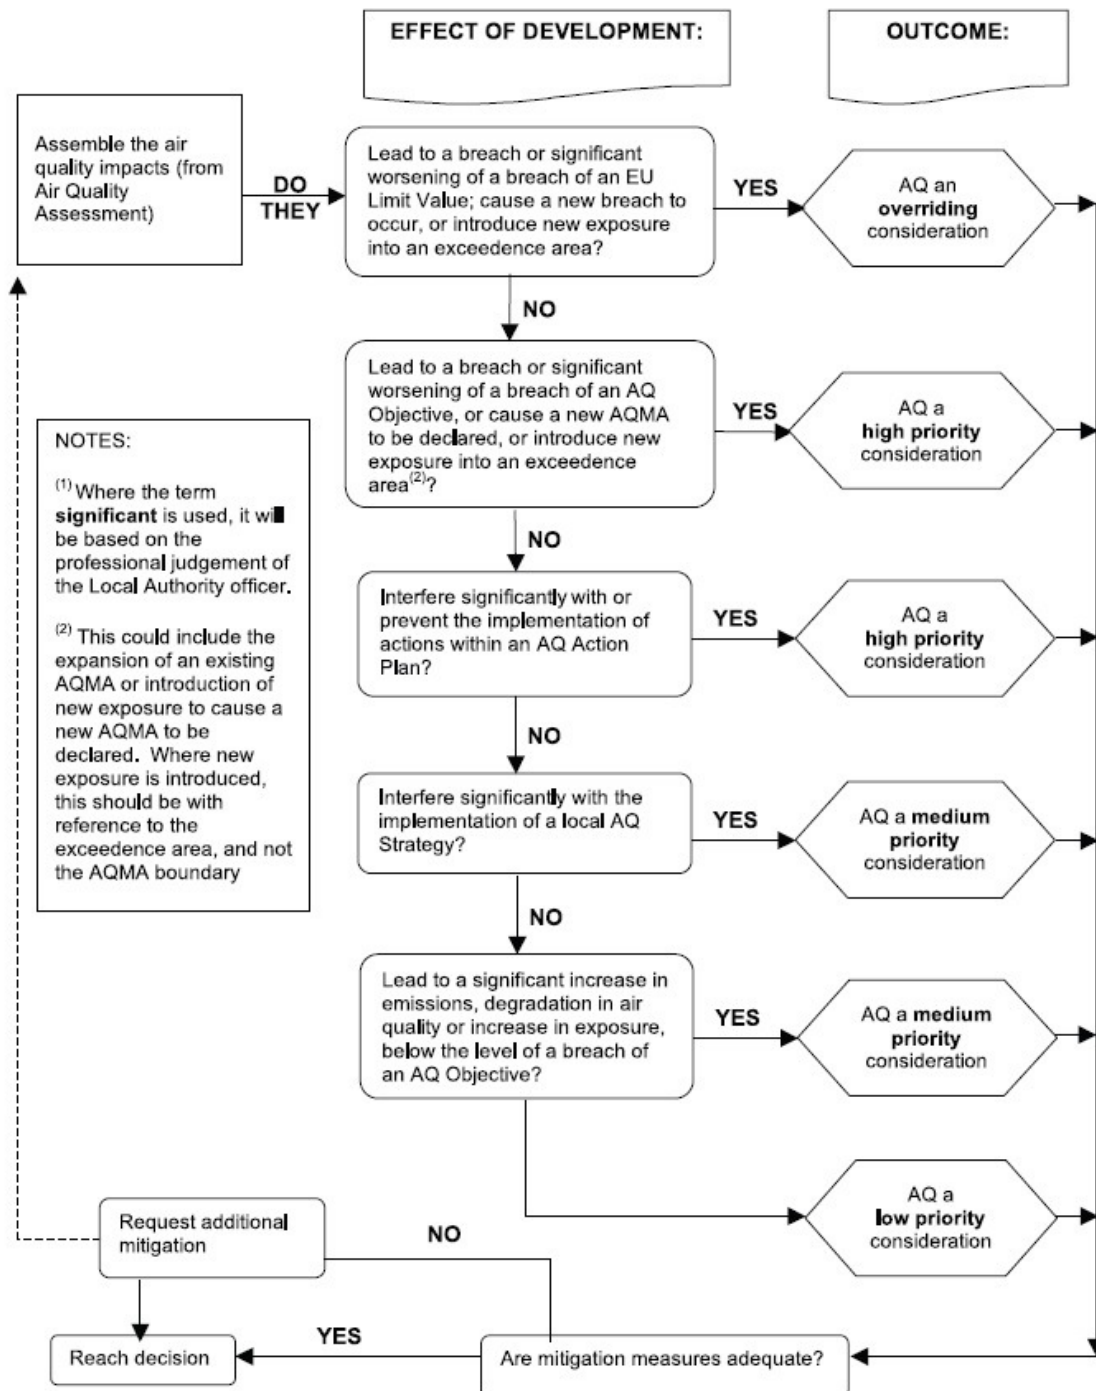 EFFECT OF DEVELOPMENT:
OUTCOME:
Assemble the air
quality impacts (from
Air Quality
Assessment)
DO
THEY
Lead to a breach or significant
worsening of a breach of an EU
Limit Value; cause a new breach to
occur, or introduce new exposure
into an exceedence area?
YES
AQ an
overriding
consideration
NO
Lead to a breach or significant
worsening of a breach of an AQ
Objective, or cause a new AQMA
to be declared, or introduce new
exposure into an exceedence
area(2)?
YES
AQ a
high priority
consideration
NOTES:
(1) Where the term
significant is used, it will
be based on the
professional judgement of
the Local Authority officer.
(2) This could include the
expansion of an existing
AQMA or introduction of
new exposure to cause a
new AQMA to be
declared. Where new
exposure is introduced,
this should be with
reference to the
exceedence area, and not
the AQMA boundary
NO
Interfere significantly with or
prevent the implementation of
actions within an AQ Action
Plan?
YES
AQ a
high priority
consideration
NO
Interfere significantly with the
implementation of a local AQ
Strategy?
YES
AQ a medium
priority
consideration
NO
Lead to a significant increase in
emissions, degradation in air
quality or increase in exposure,
below the level of a breach of
an AQ Objective?
YES
AQ a medium
priority
consideration
AQ a
low priority
consideration
Request additional
mitigation
NO
Reach decision
YES
Are mitigation measures adequate?